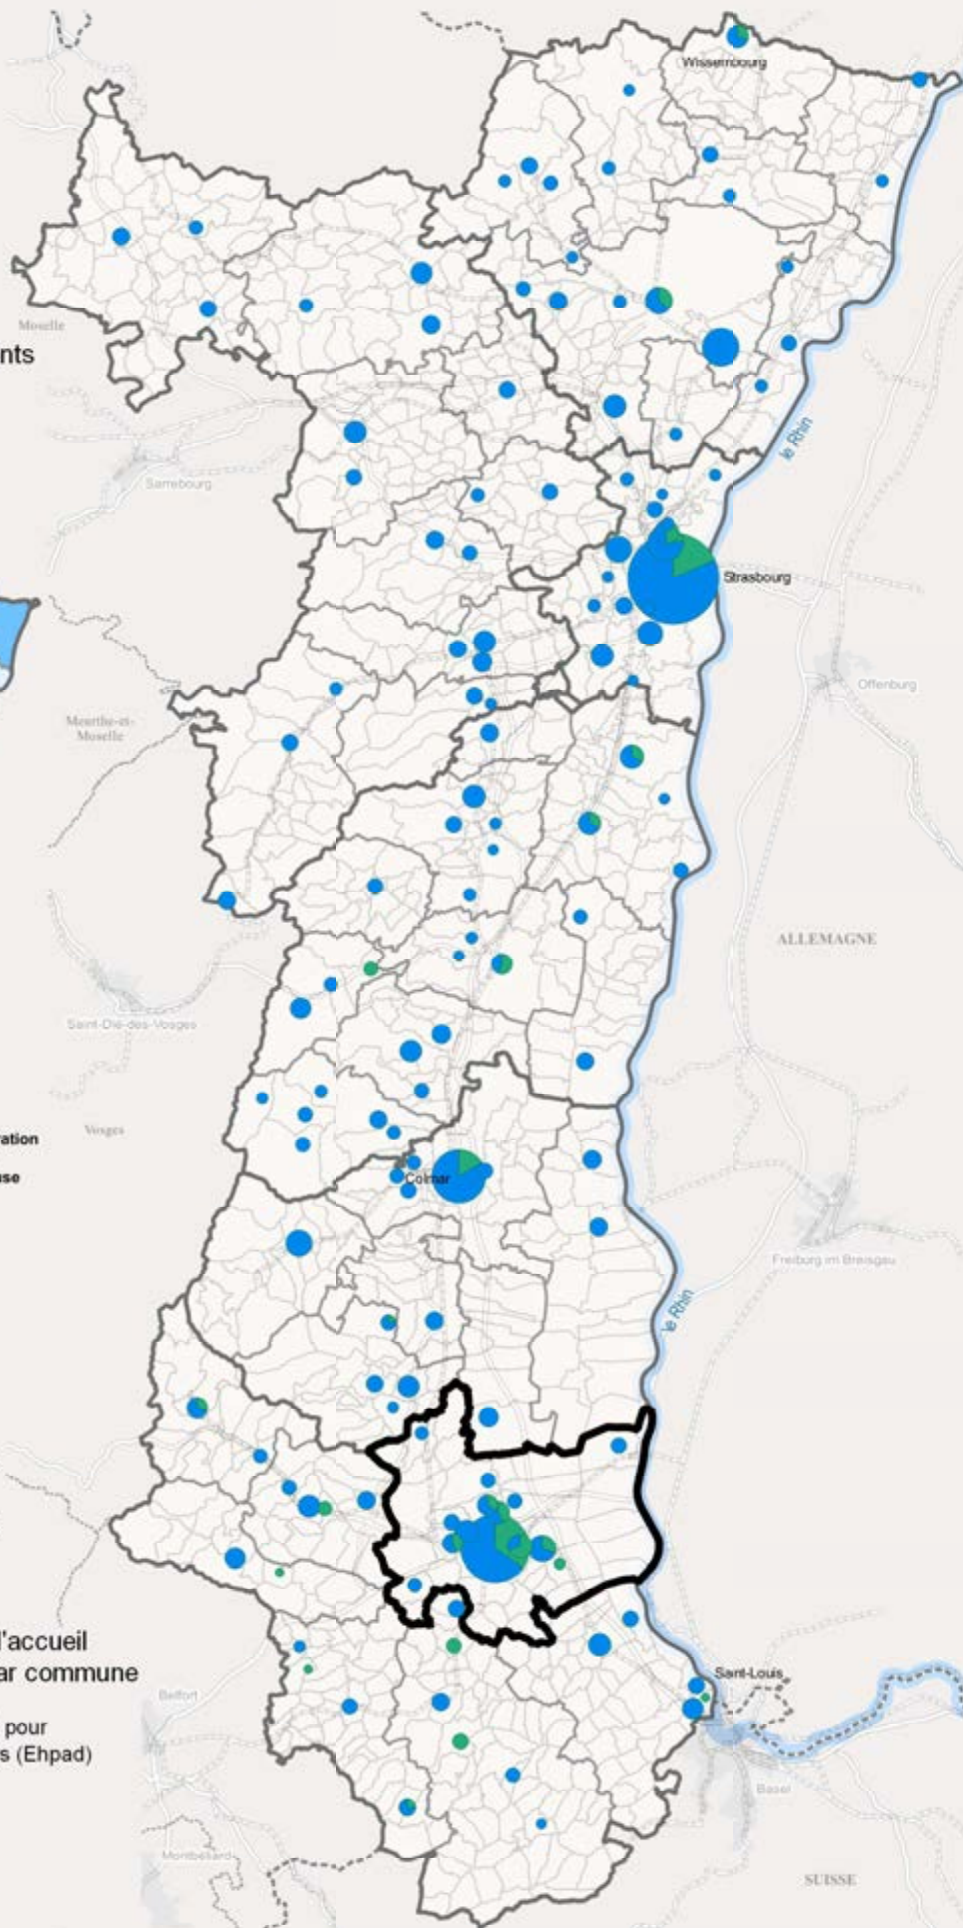 Wissembourg
Moselle
nts
le Rhin
Sarrebourg
Strasbourg
Offenburg
Meurthe-et-
Moselle
ALLEMAGNE
Saint-Dié-des-Vosges
Vosges
ration
use
Colmar
Freiburg im Breisgau
le Rhin
l'accueil
ar commune
Saint-Louis
Belfort
pour
s (Ehpad)
Basel
Montbéliard
SUISSE